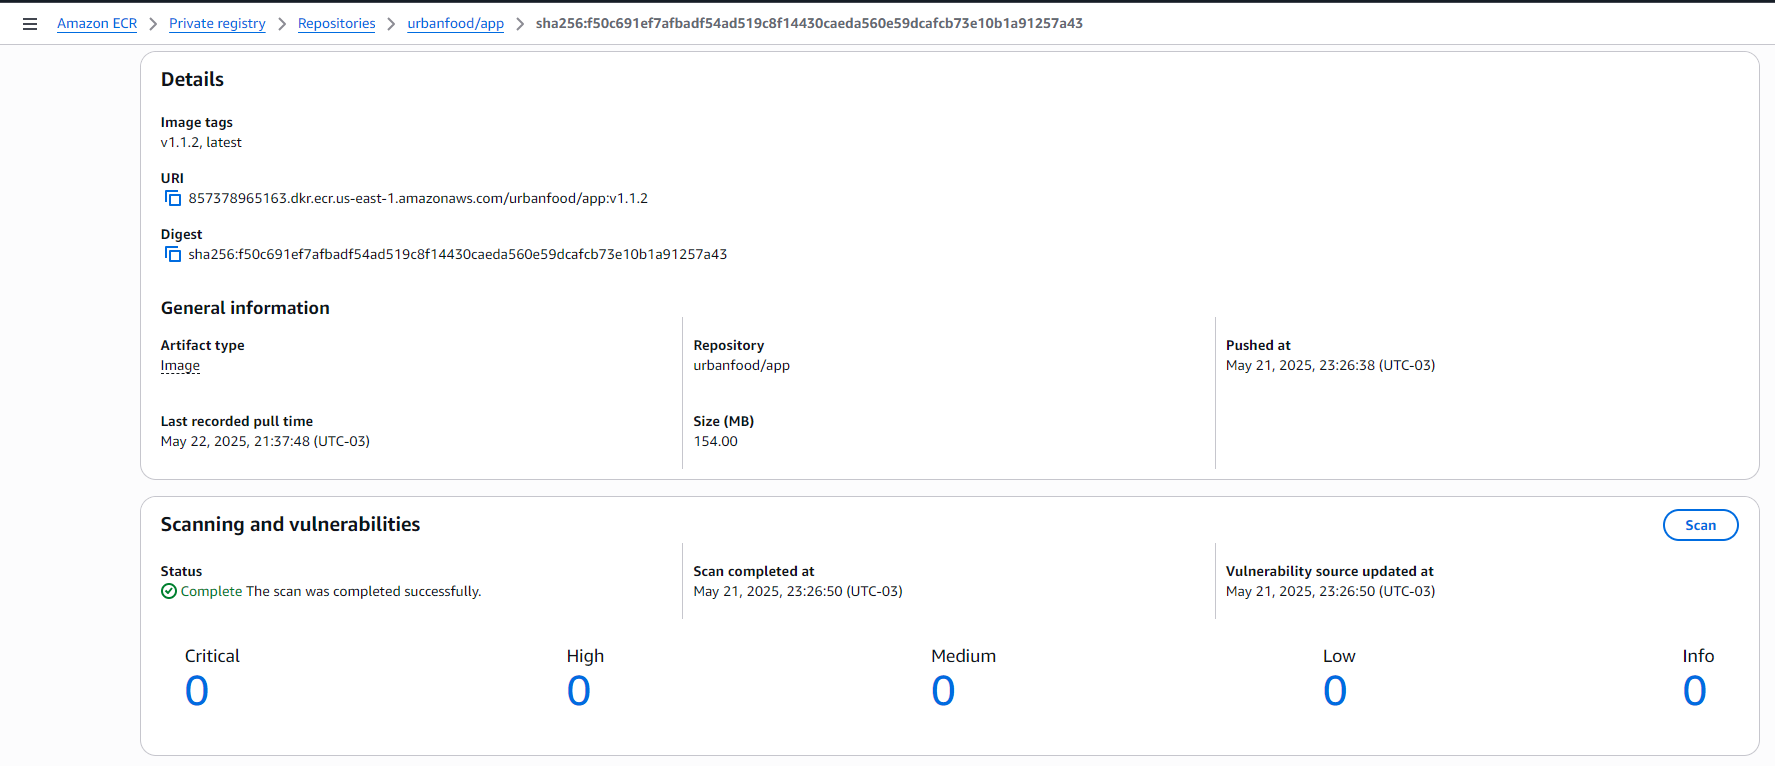 Amazon ECR > Private registry > Repositories > urbanfood/app > sha256:f50c691ef7afbadf54ad519c8f14430caeda560e59dcafcb73e10b1a91257a43
Details
Image tags
v1.1.2, latest
URI
857378965163.dkr.ecr.us-east-1.amazonaws.com/urbanfood/app:v1.1.2
Digest
sha256:f50c691ef7afbadf54ad519c8f14430caeda560e59dcafcb73e10b1a91257a43
General information
Artifact type
Image
Repository
urbanfood/app
Pushed at
May 21, 2025, 23:26:38 (UTC-03)
Last recorded pull time
May 22, 2025, 21:37:48 (UTC-03)
Size (MB)
154.00
Scanning and vulnerabilities
Scan
Status
Complete The scan was completed successfully.
Scan completed at
May 21, 2025, 23:26:50 (UTC-03)
Vulnerability source updated at
May 21, 2025, 23:26:50 (UTC-03)
Critical
0
High
0
Medium
0
Low
0
Info
0